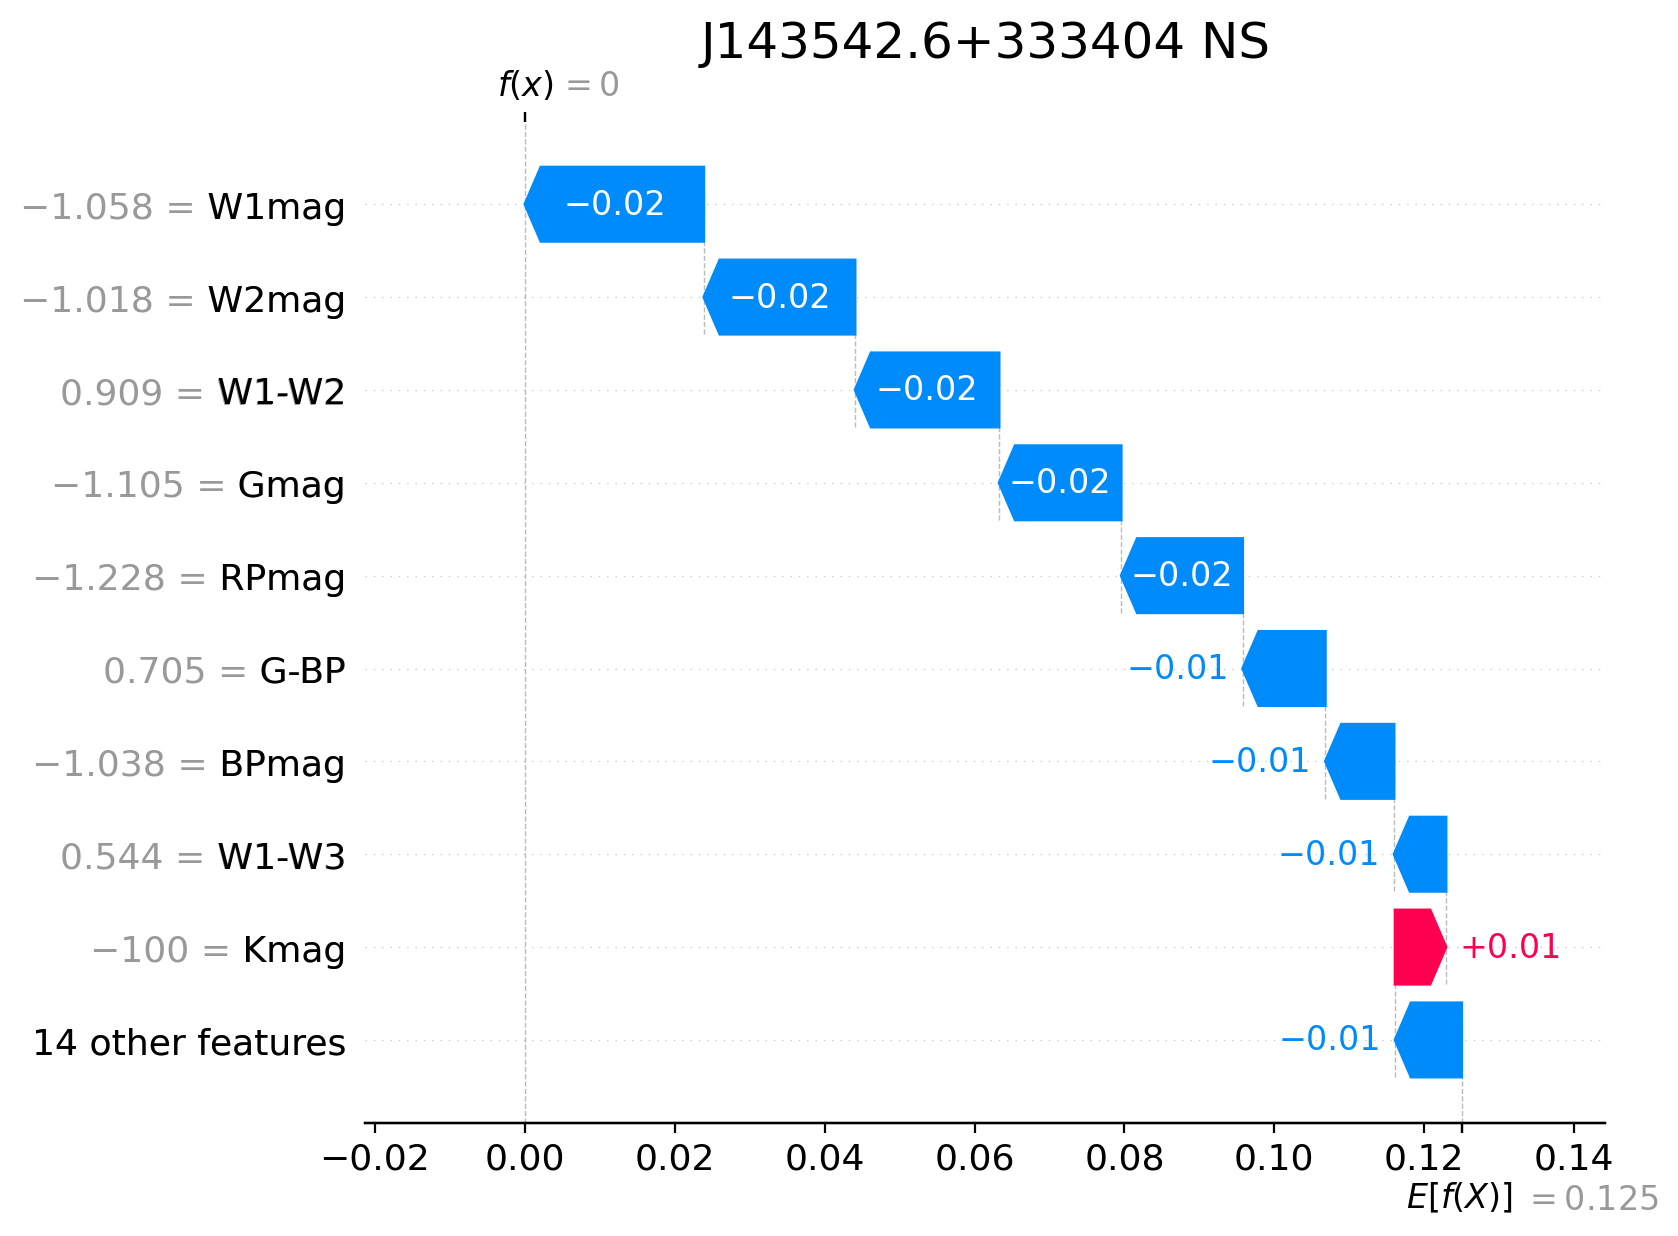 J143542.6+333404 NS
f(x) = 0
−1.058 = W1mag
−0.02
−1.018 = W2mag
−0.02
0.909 = W1-W2
−0.02
−1.105 = Gmag
−0.02
−1.228 = RPmag
−0.02
0.705 = G-BP
−0.01
−1.038 = BPmag
−0.01
0.544 = W1-W3
−0.01
−100 = Kmag
+0.01
14 other features
−0.01
−0.02 0.00 0.02 0.04 0.06 0.08 0.10 0.12 0.14
E[f(X)] = 0.125